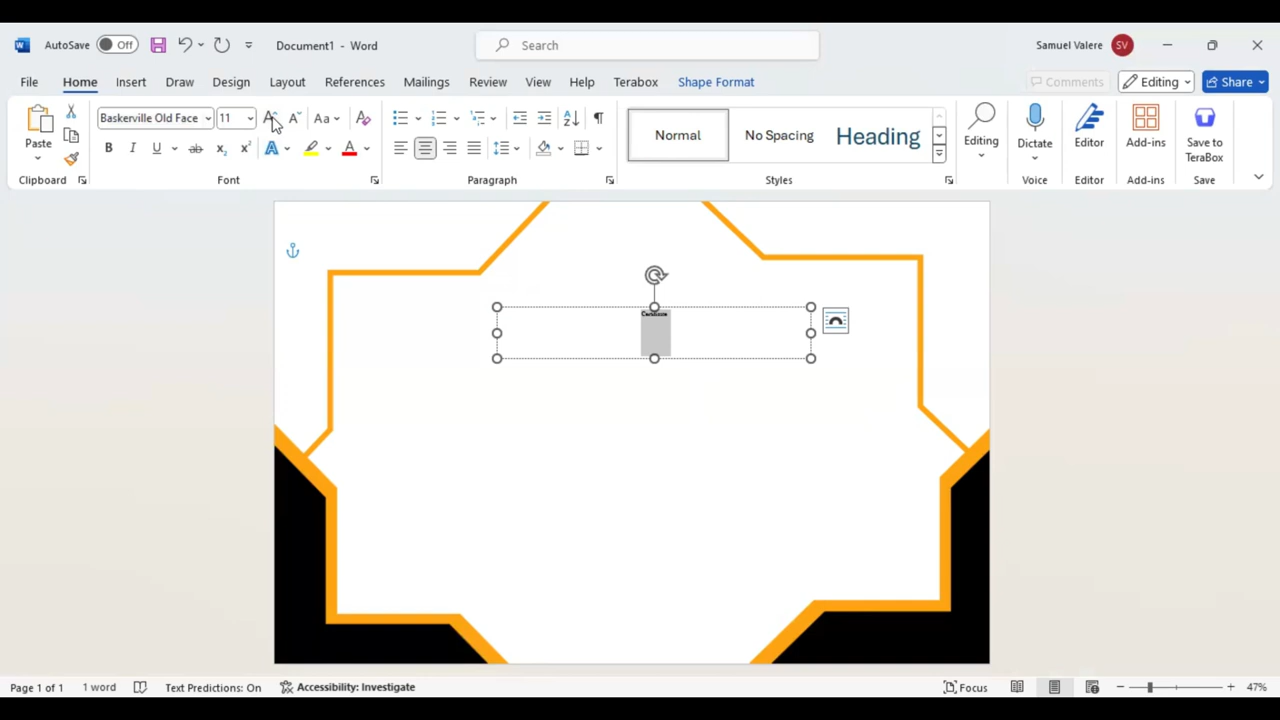 AutoSave Off Document1 - Word Search Samuel Valere SV
File Home Insert Draw Design Layout References Mailings Review View Help Terabox Shape Format Comments Editing Share
Paste Baskerville Old Face 11 Aa Normal No Spacing Heading Editing Dictate Editor Add-ins Save to TeraBox
Clipboard Font Paragraph Styles Voice Editor Add-ins Save
Page 1 of 1 1 word Text Predictions: On Accessibility: Investigate Focus 47%